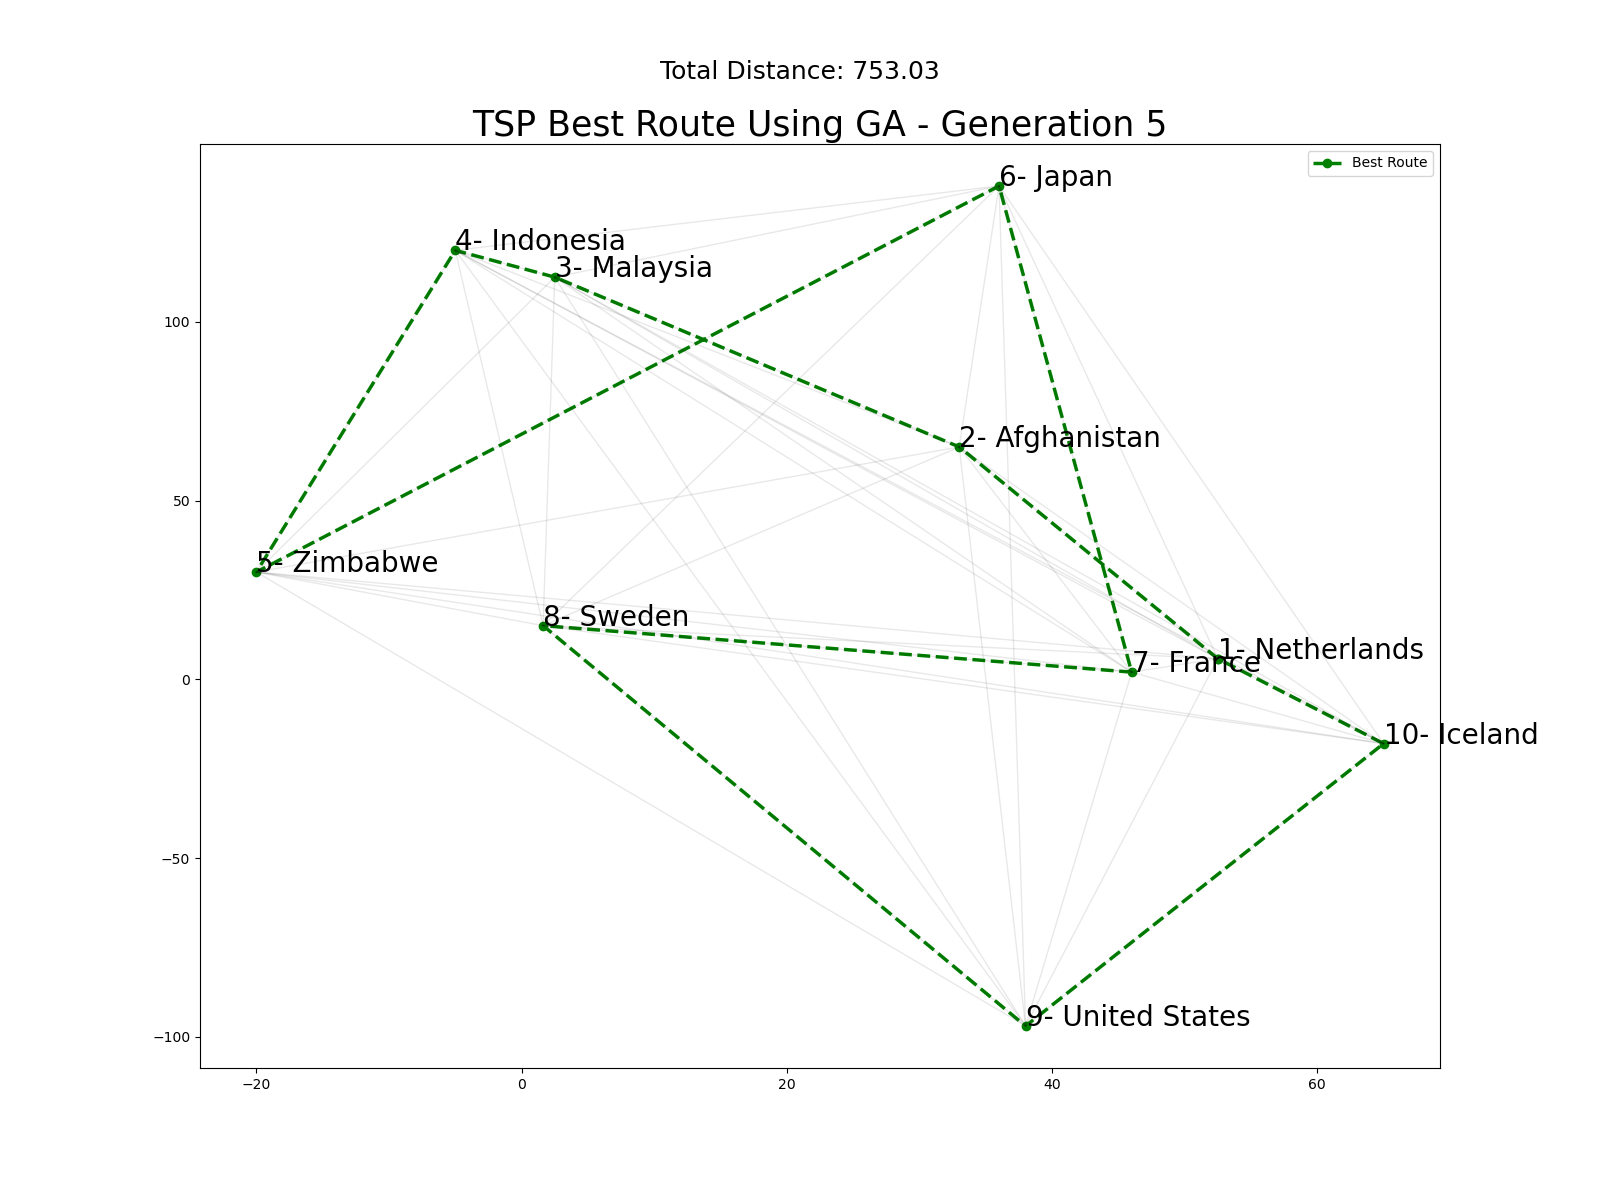 Total Distance: 753.03
TSP Best Route Using GA - Generation 5
Best Route
6- Japan
4- Indonesia
3- Malaysia
100
2- Afghanistan
50
5- Zimbabwe
8- Sweden
1- Netherlands
7- France
0
10- Iceland
−50
9- United States
−100
−20 0 20 40 60